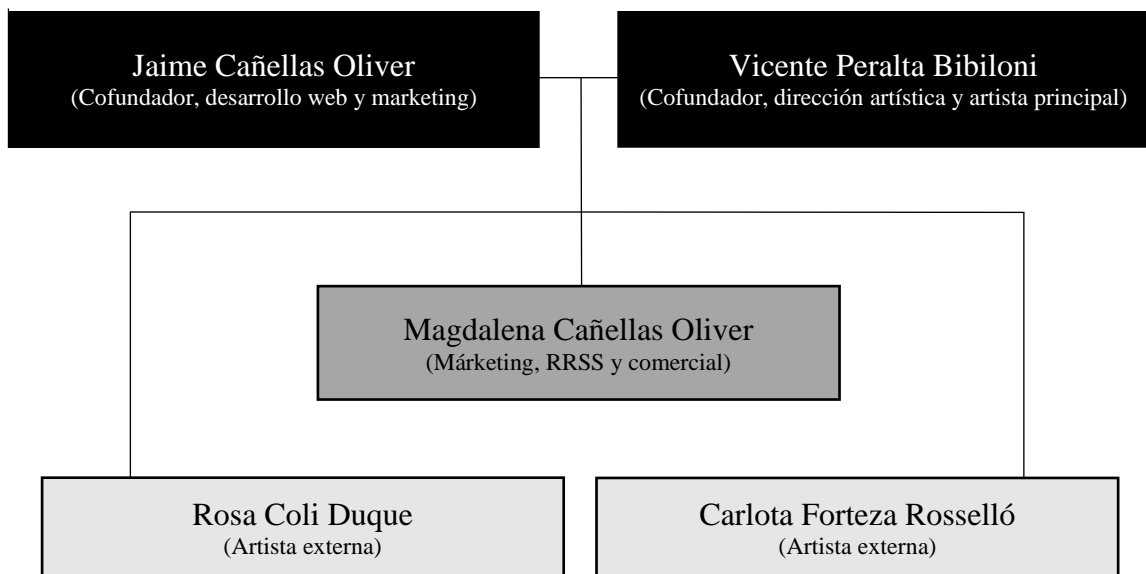 Jaime Cañellas Oliver
(Cofundador, desarrollo web y marketing)
Vicente Peralta Bibiloni
(Cofundador, dirección artística y artista principal)
Magdalena Cañellas Oliver
(Márketing, RRSS y comercial)
Rosa Coli Duque
(Artista externa)
Carlota Forteza Rosselló
(Artista externa)